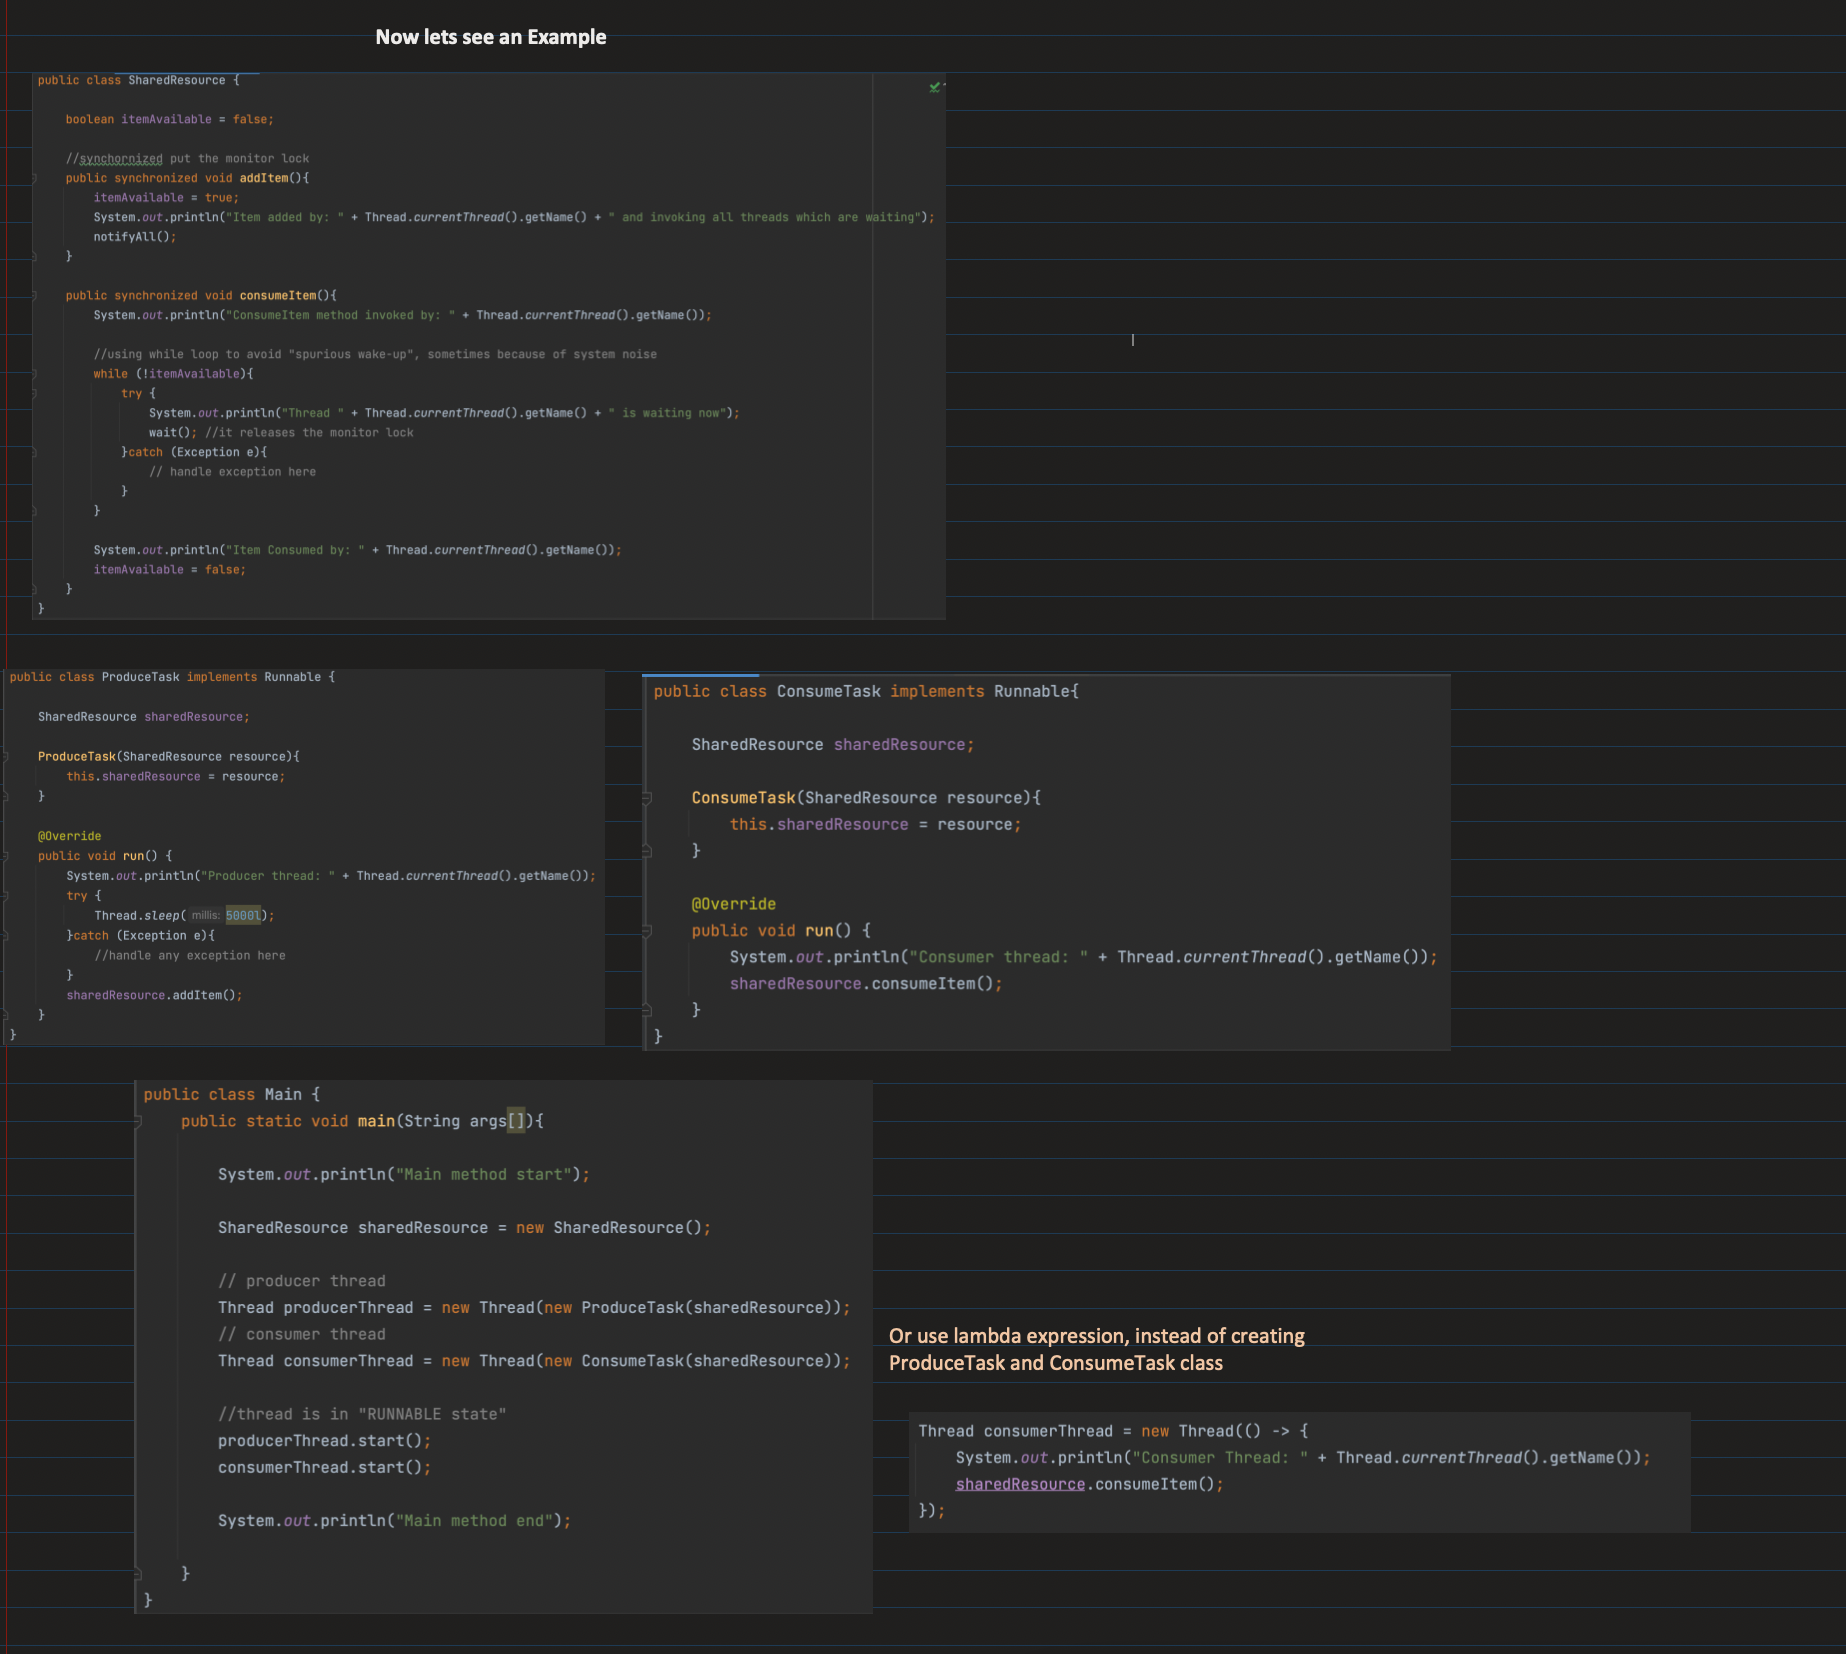 Now lets see an Example
public class SharedResource {
boolean itemAvailable = false;
//synchornized put the monitor lock
public synchronized void addItem(){
itemAvailable = true;
System.out.println("Item added by: " + Thread.currentThread().getName() + " and invoking all threads which are waiting");
notifyAll();
}
public synchronized void consumeItem(){
System.out.println("ConsumeItem method invoked by: " + Thread.currentThread().getName());
//using while loop to avoid "spurious wake-up", sometimes because of system noise
while (!itemAvailable){
try {
System.out.println("Thread " + Thread.currentThread().getName() + " is waiting now");
wait(); //it releases the monitor lock
}catch (Exception e){
// handle exception here
}
}
System.out.println("Item Consumed by: " + Thread.currentThread().getName());
itemAvailable = false;
}
}
public class ProduceTask implements Runnable {
SharedResource sharedResource;
ProduceTask(SharedResource resource){
this.sharedResource = resource;
}
@Override
public void run() {
System.out.println("Producer thread: " + Thread.currentThread().getName());
try {
Thread.sleep( millis: 5000l);
}catch (Exception e){
//handle any exception here
}
sharedResource.addItem();
}
}
public class ConsumeTask implements Runnable{
SharedResource sharedResource;
ConsumeTask(SharedResource resource){
this.sharedResource = resource;
}
@Override
public void run() {
System.out.println("Consumer thread: " + Thread.currentThread().getName());
sharedResource.consumeItem();
}
}
public class Main {
public static void main(String args[]){
System.out.println("Main method start");
SharedResource sharedResource = new SharedResource();
// producer thread
Thread producerThread = new Thread(new ProduceTask(sharedResource));
// consumer thread
Thread consumerThread = new Thread(new ConsumeTask(sharedResource));
//thread is in "RUNNABLE state"
producerThread.start();
consumerThread.start();
System.out.println("Main method end");
}
}
Or use lambda expression, instead of creating
ProduceTask and ConsumeTask class
Thread consumerThread = new Thread(() -> {
System.out.println("Consumer Thread: " + Thread.currentThread().getName());
sharedResource.consumeItem();
});